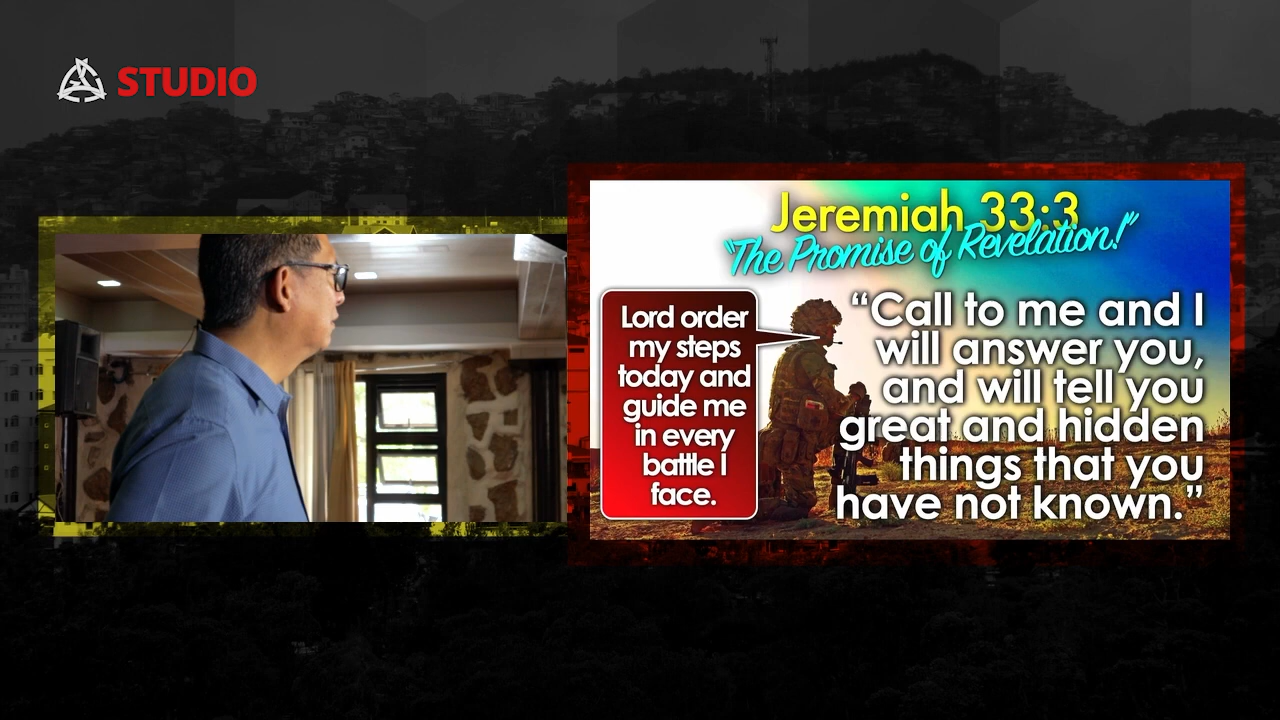 STUDIO
Jeremiah 33:3
“The Promise of Revelation!”
Lord order
my steps
today and
guide me
in every
battle I
face.
“Call to me and I
will answer you,
and will tell you
great and hidden
things that you
have not known.”